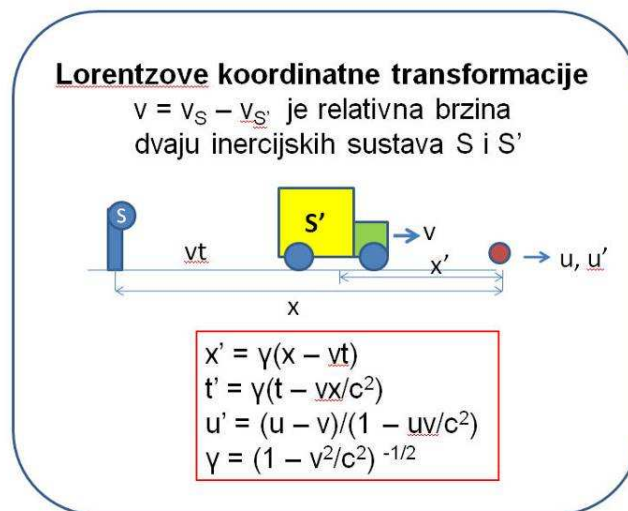 Lorentzove koordinatne transformacije
v = vS – vS' je relativna brzina
dvaju inercijskih sustava S i S’
S
S’
v
vt
x’
u, u’
x
x’ = γ(x – vt)
t’ = γ(t – vx/c²)
u’ = (u – v)/(1 – uv/c²)
γ = (1 – v²/c²) -1/2